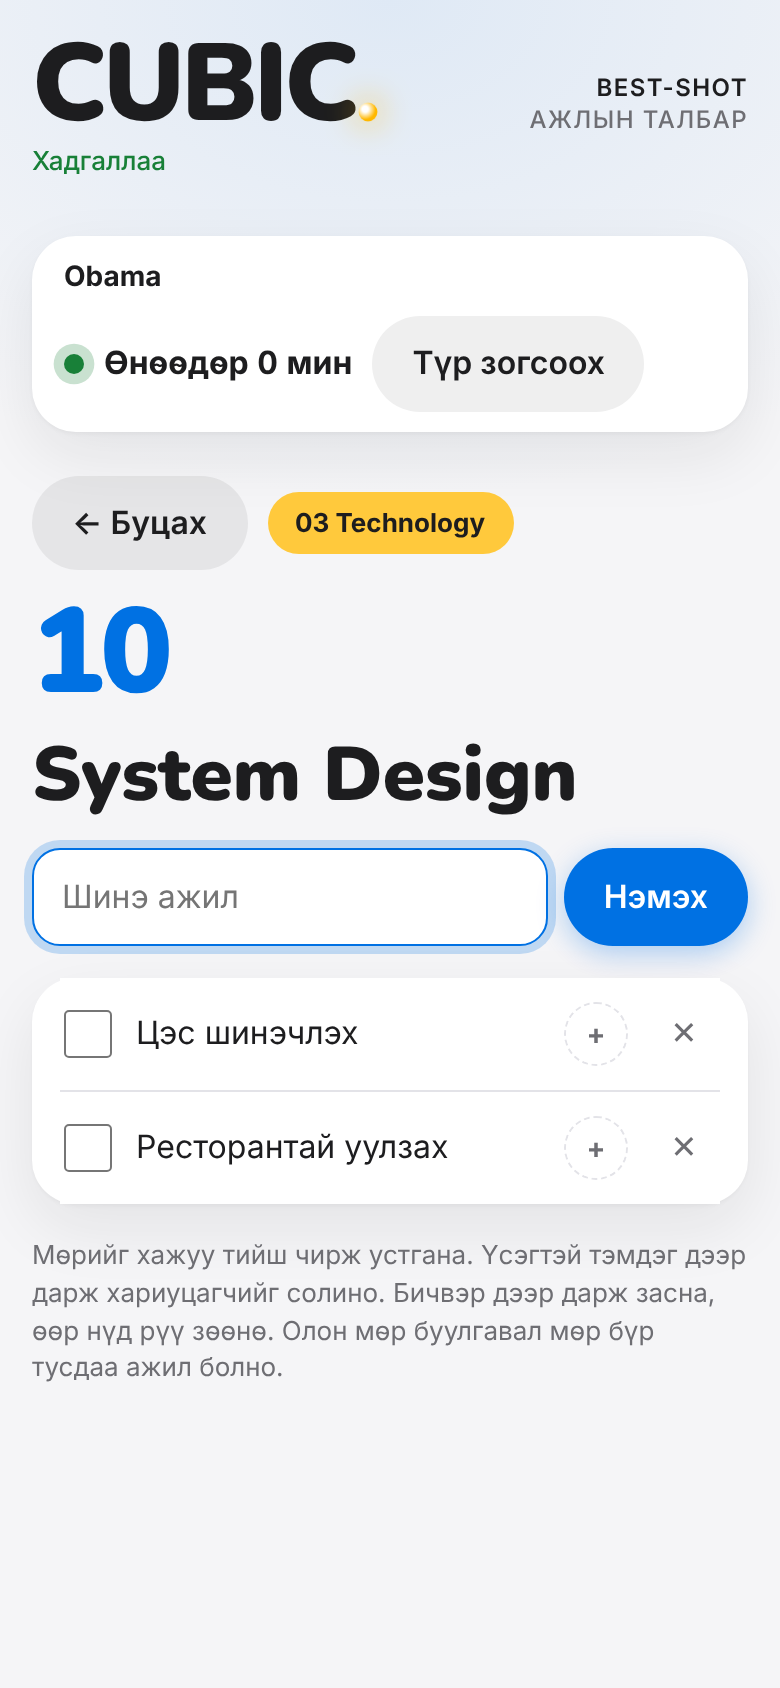 CUBIC.
BEST-SHOT
АЖЛЫН ТАЛБАР
Хадгаллаа
Obama
Өнөөдөр 0 мин
Түр зогсоох
← Буцах
03 Technology
10
System Design
Шинэ ажил
Нэмэх
Цэс шинэчлэх
+ ✕
Ресторантай уулзах
+ ✕
Мөрийг хажуу тийш чирж устгана. Үсэгтэй тэмдэг дээр
дарж хариуцагчийг солино. Бичвэр дээр дарж засна,
өөр нүд рүү зөөнө. Олон мөр буулгавал мөр бүр
тусдаа ажил болно.